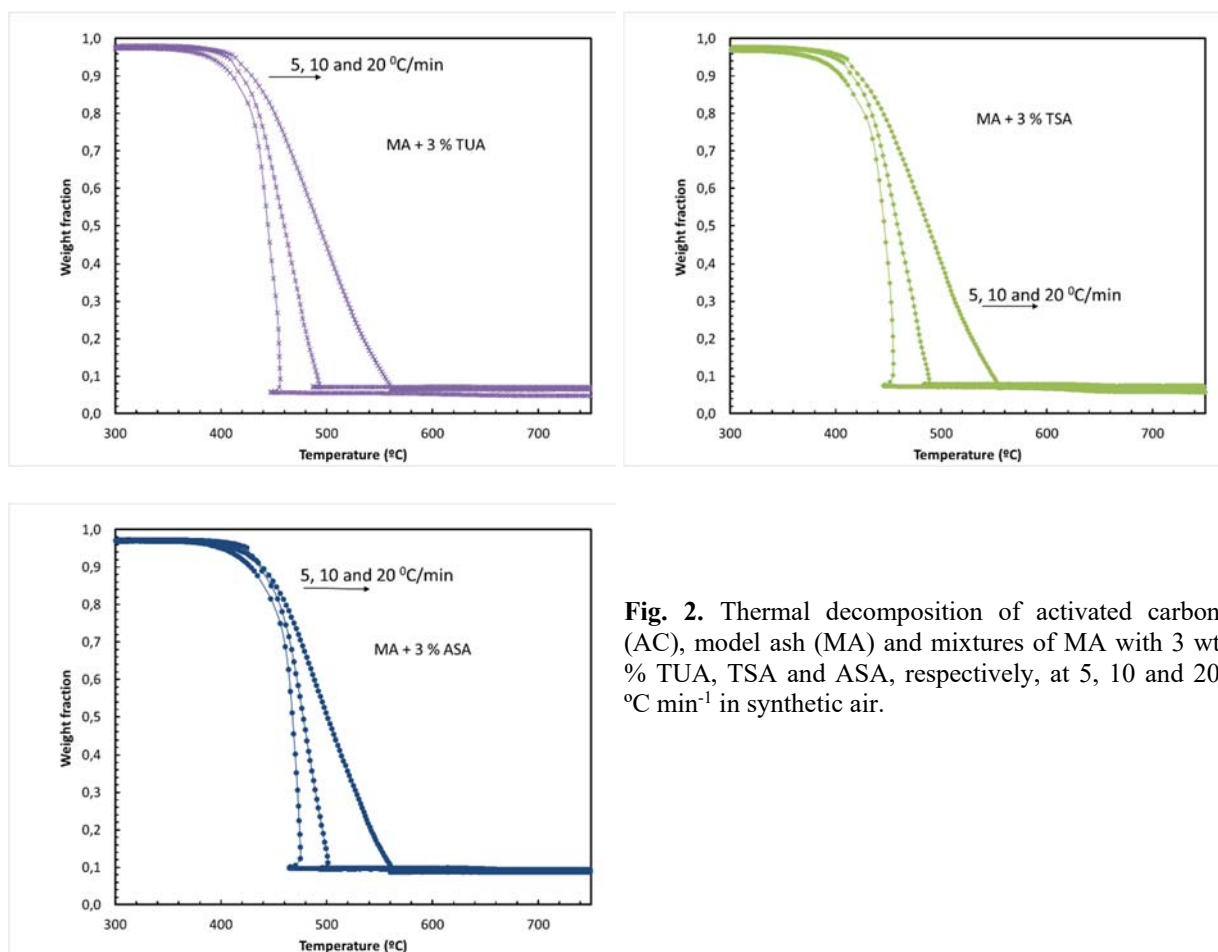 1,0
0,9
0,8
0,7
0,6
0,5
0,4
0,3
0,2
0,1
0,0
Weight fraction
5, 10 and 20 ⁰C/min
MA + 3 % TUA
300 400 500 600 700
Temperature (ºC)
1,0
0,9
0,8
0,7
0,6
0,5
0,4
0,3
0,2
0,1
0,0
Weight fraction
MA + 3 % TSA
5, 10 and 20 ⁰C/min
300 400 500 600 700
Temperature (ºC)
1,0
0,9
0,8
0,7
0,6
0,5
0,4
0,3
0,2
0,1
0,0
Weight fraction
5, 10 and 20 ⁰C/min
MA + 3 % ASA
300 400 500 600 700
Temperature (ºC)
Fig. 2. Thermal decomposition of activated carbon
(AC), model ash (MA) and mixtures of MA with 3 wt
% TUA, TSA and ASA, respectively, at 5, 10 and 20
ºC min⁻¹ in synthetic air.